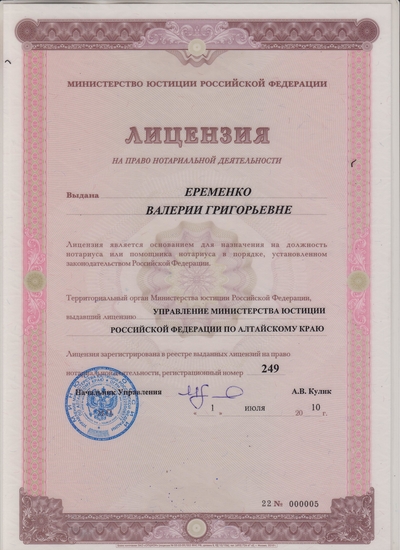 МИНИСТЕРСТВО ЮСТИЦИИ РОССИЙСКОЙ ФЕДЕРАЦИИ
ЛИЦЕНЗИЯ
НА ПРАВО НОТАРИАЛЬНОЙ ДЕЯТЕЛЬНОСТИ
Выдана ЕРЕМЕНКО
ВАЛЕРИИ ГРИГОРЬЕВНЕ
Лицензия является основанием для назначения на должность
нотариуса или помощника нотариуса в порядке, установленном
законодательством Российской Федерации.
Территориальный орган Министерства юстиции Российской Федерации,
выдавший лицензию УПРАВЛЕНИЕ МИНИСТЕРСТВА ЮСТИЦИИ
РОССИЙСКОЙ ФЕДЕРАЦИИ ПО АЛТАЙСКОМУ КРАЮ
Лицензия зарегистрирована в реестре выданных лицензий на право
нотариальной деятельности, регистрационный номер 249
Начальник Управления А.В. Кулик
« 1 » июля 20 10 г.
22 № 000005